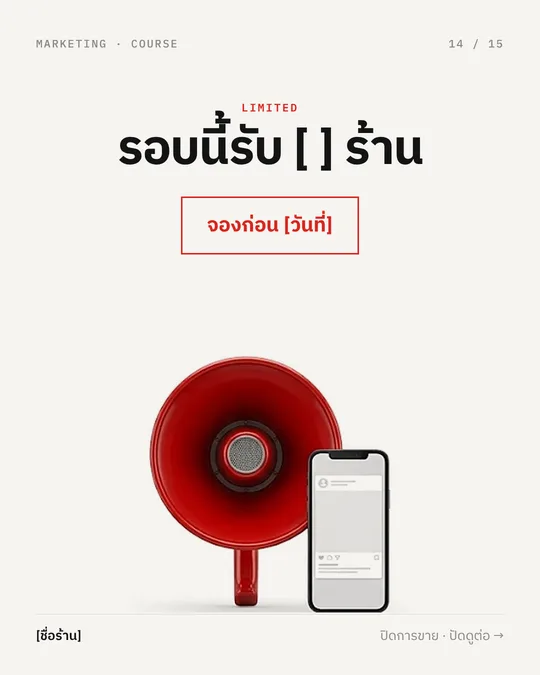 MARKETING · COURSE
14 / 15
LIMITED
รอบนี้รับ [ ] ร้าน
จองก่อน [วันที่]
[ชื่อร้าน]
ปิดการขาย · ปัดดูต่อ →